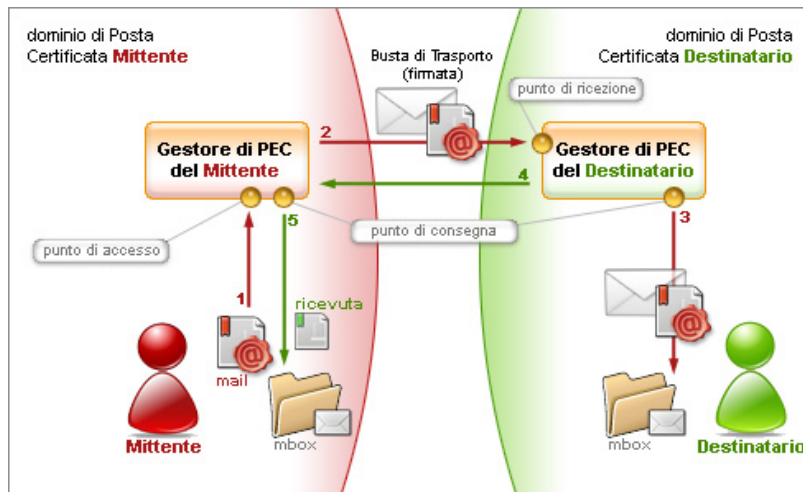 dominio di Posta
Certificata Mittente
dominio di Posta
Certificata Destinatario
Busta di Trasporto
(firmata)
punto di ricezione
2
Gestore di PEC
del Mittente
Gestore di PEC
del Destinatario
4
5
3
punto di accesso
punto di consegna
1
ricevuta
mail
Mittente
mbox
mbox
Destinatario